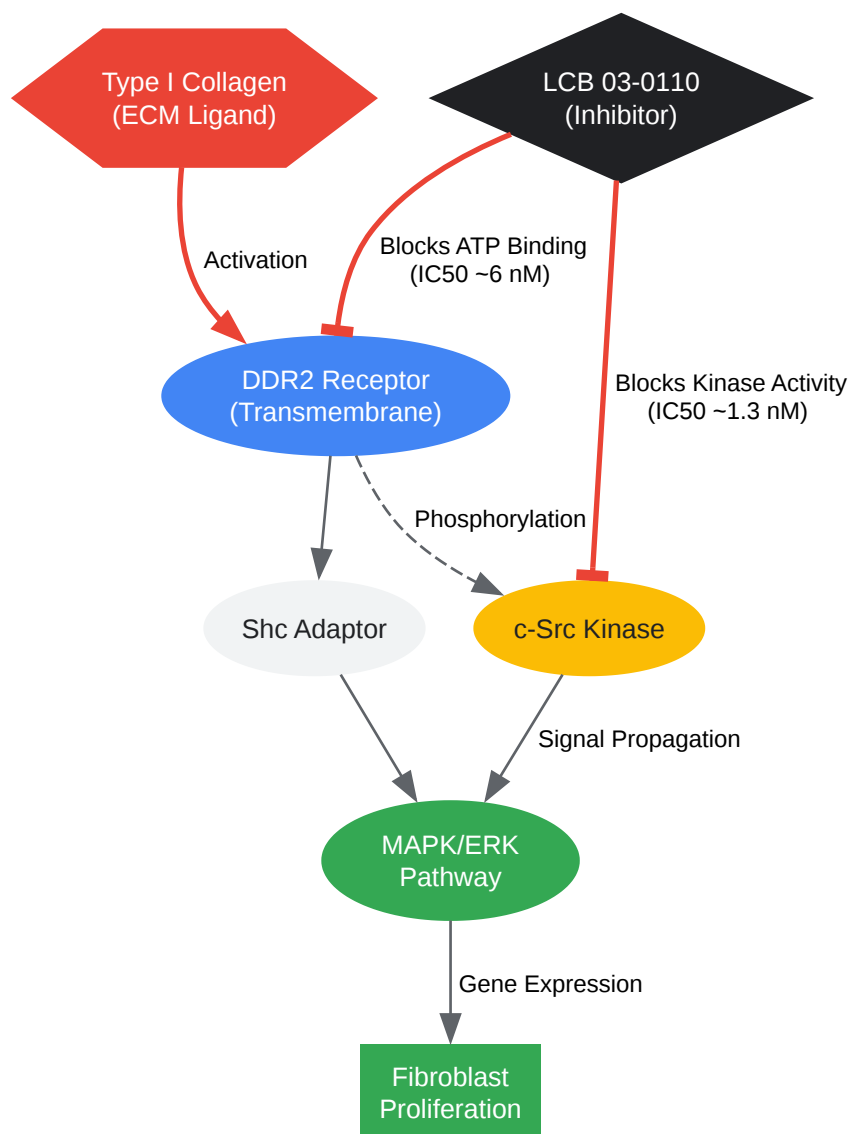 Type I Collagen
(ECM Ligand)
LCB 03-0110
(Inhibitor)
Activation
Blocks ATP Binding
(IC50 ~6 nM)
Blocks Kinase Activity
(IC50 ~1.3 nM)
DDR2 Receptor
(Transmembrane)
Phosphorylation
Shc Adaptor
c-Src Kinase
Signal Propagation
MAPK/ERK
Pathway
Gene Expression
Fibroblast
Proliferation